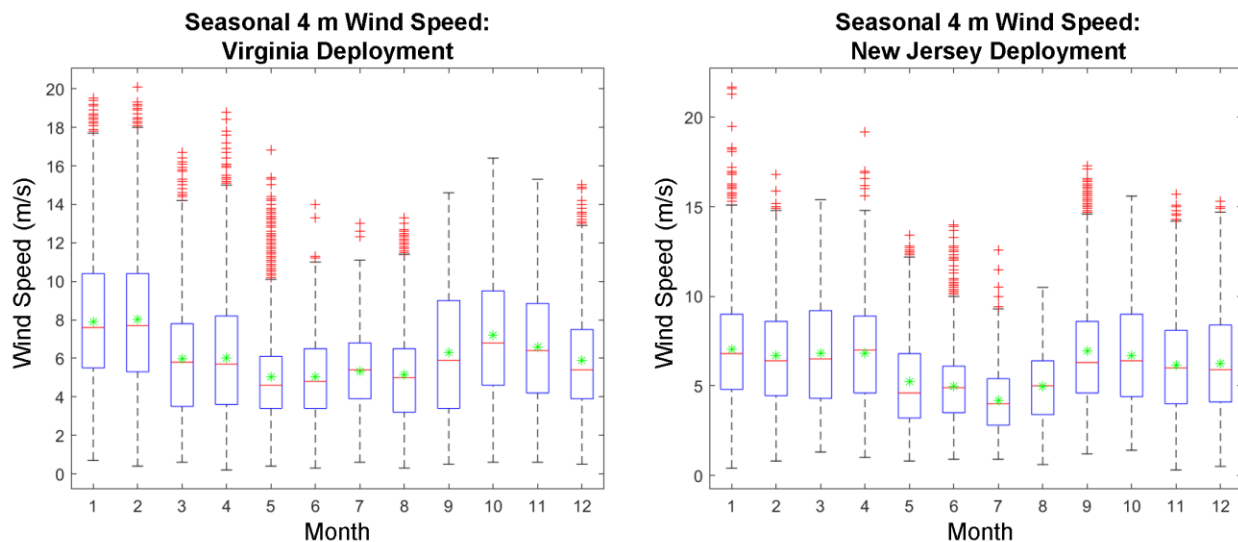 Seasonal 4 m Wind Speed:
Virginia Deployment
Wind Speed (m/s)
20
18
16
14
12
10
8
6
4
2
0
1 2 3 4 5 6 7 8 9 10 11 12
Month
Seasonal 4 m Wind Speed:
New Jersey Deployment
Wind Speed (m/s)
20
15
10
5
0
1 2 3 4 5 6 7 8 9 10 11 12
Month